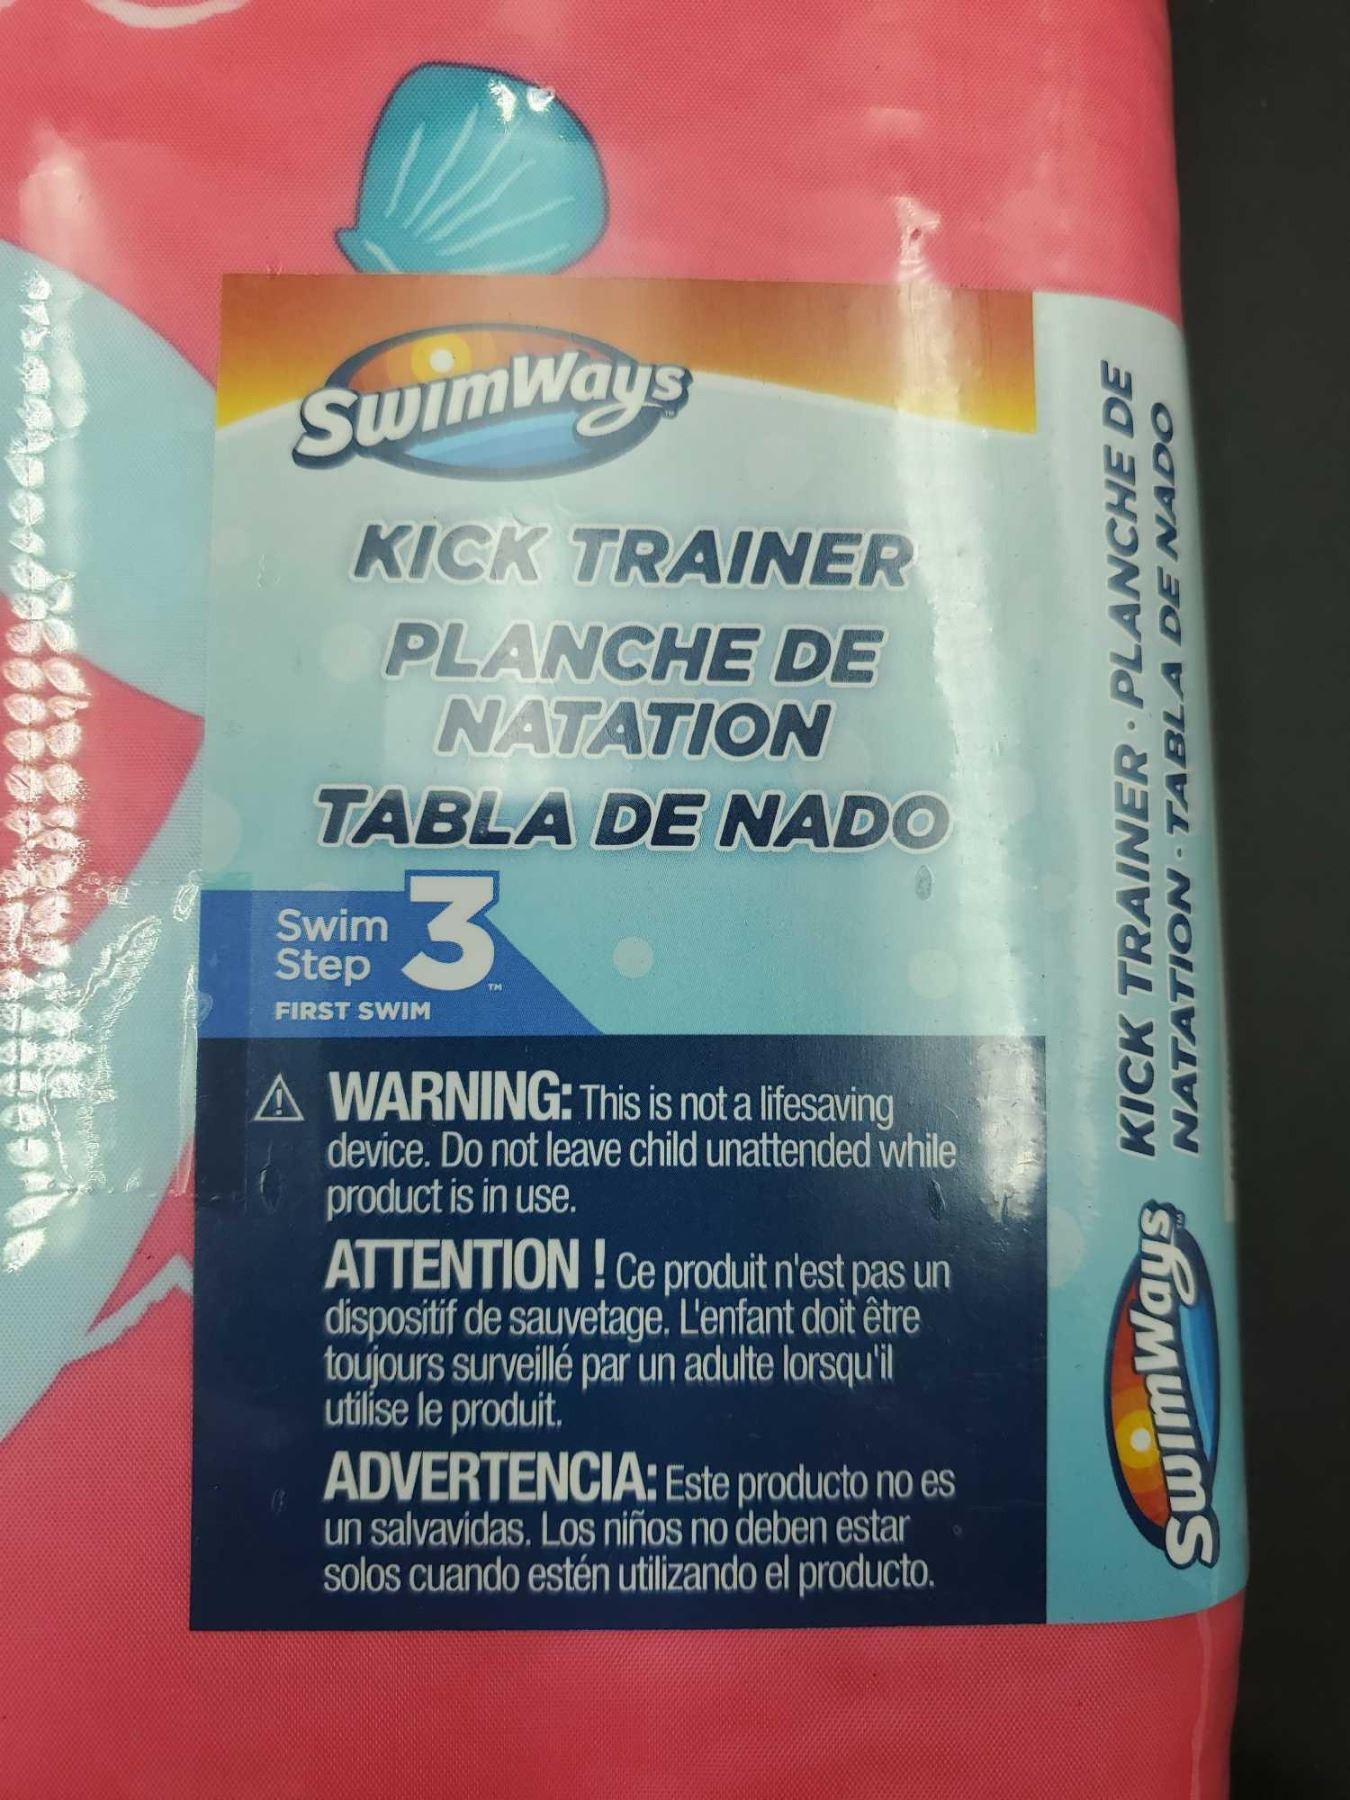 SwimWays™
KICK TRAINER
PLANCHE DE
NATATION
TABLA DE NADO
Swim
Step
3™
FIRST SWIM
WARNING: This is not a lifesaving
device. Do not leave child unattended while
product is in use.
ATTENTION ! Ce produit n'est pas un
dispositif de sauvetage. L'enfant doit être
toujours surveillé par un adulte lorsqu'il
utilise le produit.
ADVERTENCIA: Este producto no es
un salvavidas. Los niños no deben estar
solos cuando estén utilizando el producto.
KICK TRAINER · PLANCHE DE
NATATION · TABLA DE NADO
SwimWays™